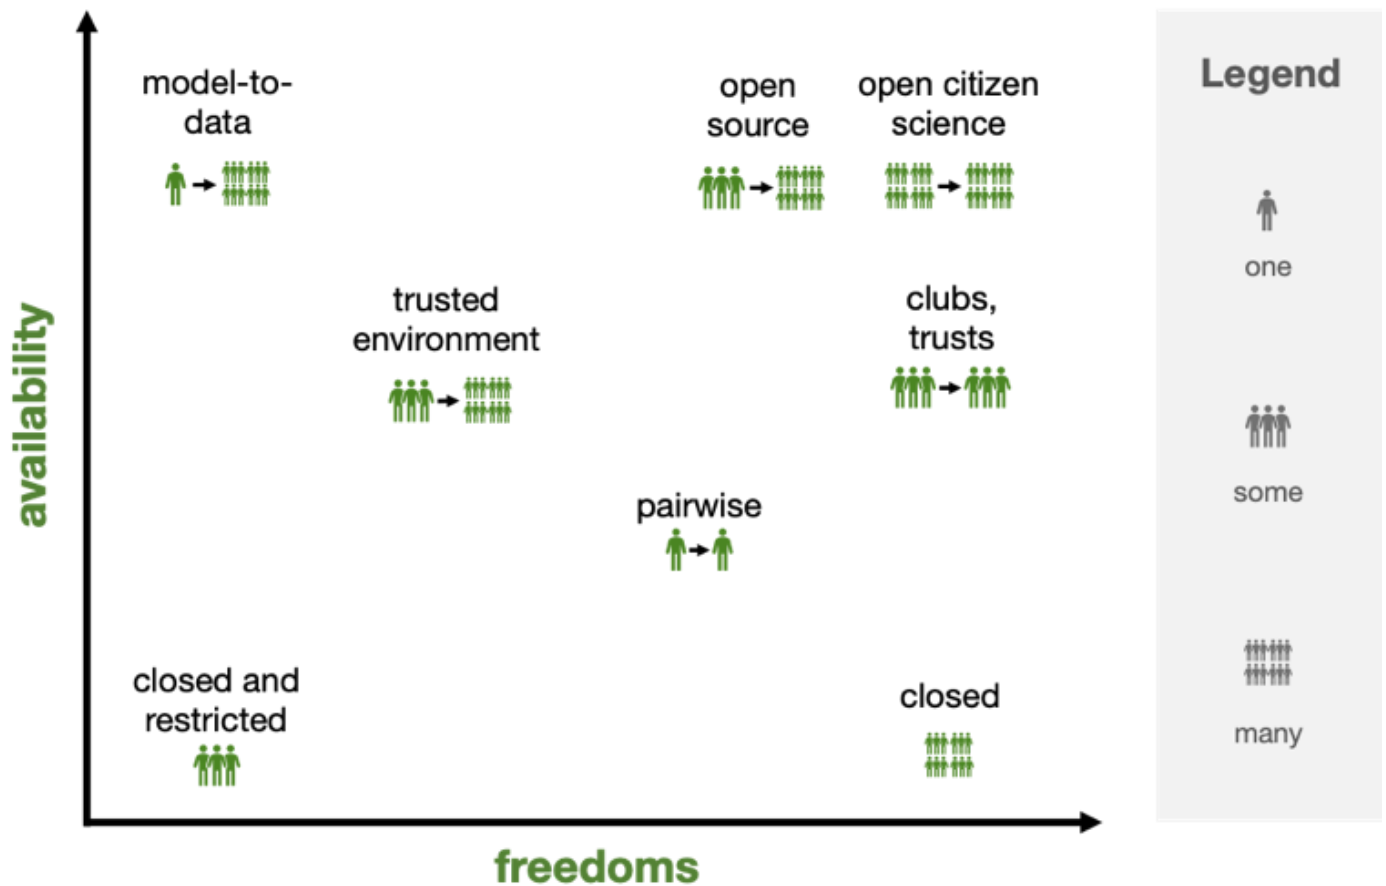 model-to-
data
open
source
open citizen
science
trusted
environment
clubs,
trusts
pairwise
closed and
restricted
closed
availability
freedoms
Legend
one
some
many